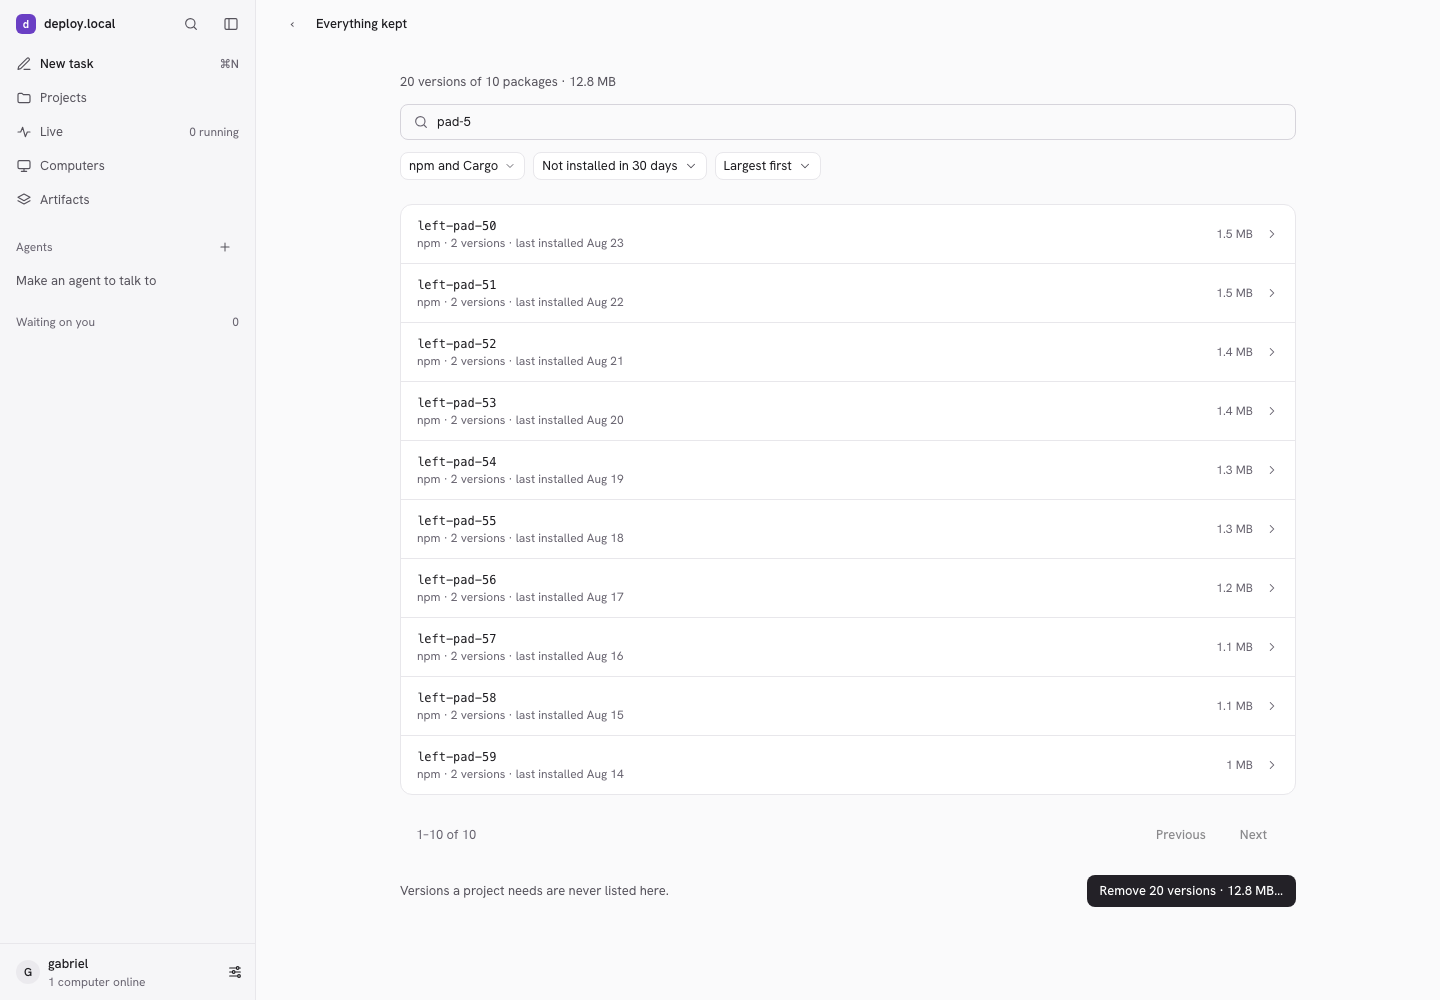 d deploy.local
New task ⌘N
Projects
Live 0 running
Computers
Artifacts
Agents
Make an agent to talk to
Waiting on you 0
G gabriel
1 computer online
Everything kept
20 versions of 10 packages · 12.8 MB
pad-5
npm and Cargo Not installed in 30 days Largest first
left-pad-50
npm · 2 versions · last installed Aug 23 1.5 MB
left-pad-51
npm · 2 versions · last installed Aug 22 1.5 MB
left-pad-52
npm · 2 versions · last installed Aug 21 1.4 MB
left-pad-53
npm · 2 versions · last installed Aug 20 1.4 MB
left-pad-54
npm · 2 versions · last installed Aug 19 1.3 MB
left-pad-55
npm · 2 versions · last installed Aug 18 1.3 MB
left-pad-56
npm · 2 versions · last installed Aug 17 1.2 MB
left-pad-57
npm · 2 versions · last installed Aug 16 1.1 MB
left-pad-58
npm · 2 versions · last installed Aug 15 1.1 MB
left-pad-59
npm · 2 versions · last installed Aug 14 1 MB
1–10 of 10 Previous Next
Versions a project needs are never listed here. Remove 20 versions · 12.8 MB…